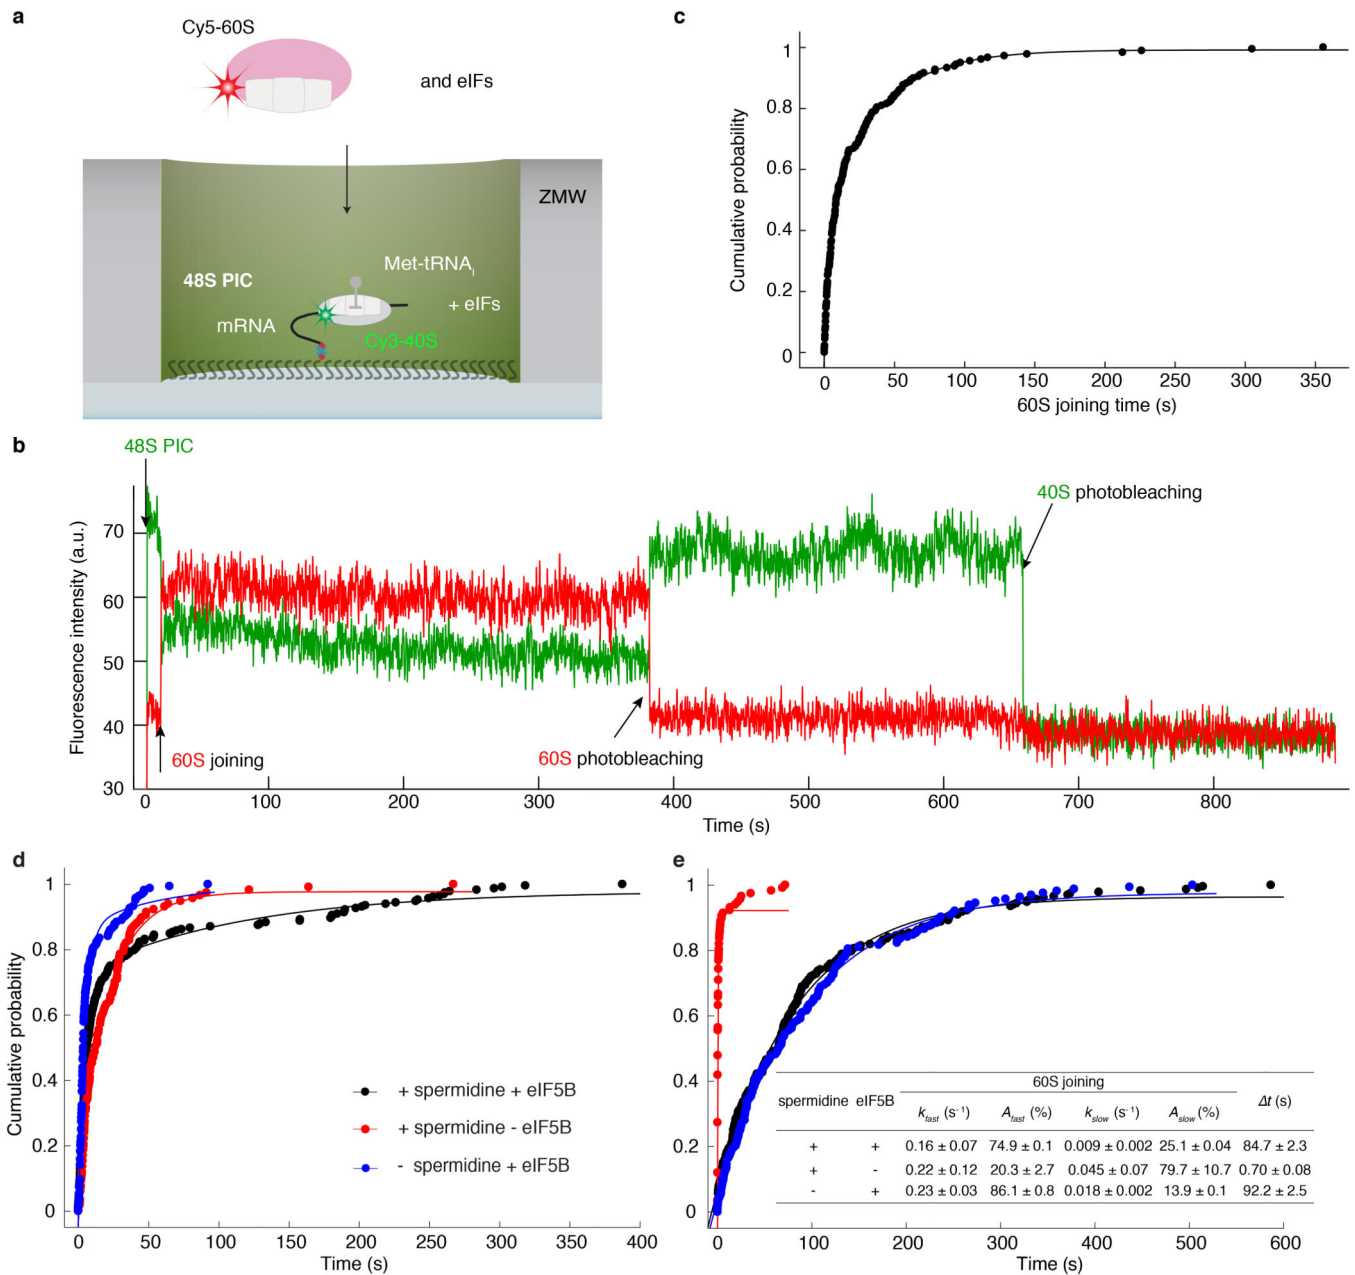 a
Cy5-60S
and eIFs
ZMW
48S PIC
Met-tRNAi
+ eIFs
mRNA
Cy3-40S
c
Cumulative probability
1
0.8
0.6
0.4
0.2
0
0 50 100 150 200 250 300 350
60S joining time (s)
b
48S PIC
40S photobleaching
Fluorescence intensity (a.u.)
70
60
50
40
30
60S joining
60S photobleaching
0 100 200 300 400 500 600 700 800
Time (s)
d
Cumulative probability
1
0.8
0.6
0.4
0.2
0
+ spermidine + eIF5B
+ spermidine - eIF5B
- spermidine + eIF5B
0 50 100 150 200 250 300 350 400
Time (s)
e
1
0.8
0.6
0.4
0.2
0
60S joining
spermidine eIF5B kfast (s⁻¹) Afast (%) kslow (s⁻¹) Aslow (%) Δt (s)
+ + 0.16 ± 0.07 74.9 ± 0.1 0.009 ± 0.002 25.1 ± 0.04 84.7 ± 2.3
+ - 0.22 ± 0.12 20.3 ± 2.7 0.045 ± 0.07 79.7 ± 10.7 0.70 ± 0.08
- + 0.23 ± 0.03 86.1 ± 0.8 0.018 ± 0.002 13.9 ± 0.1 92.2 ± 2.5
0 100 200 300 400 500 600
Time (s)